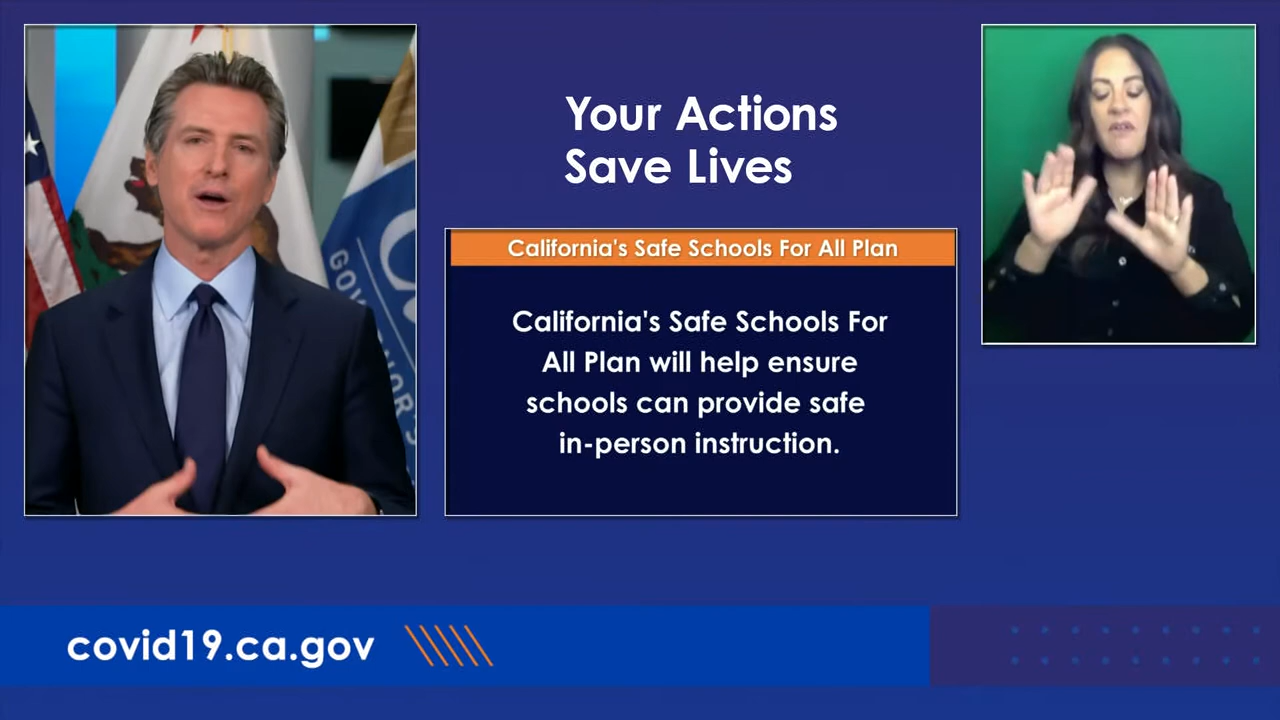 Your Actions
Save Lives
California's Safe Schools For All Plan
California's Safe Schools For
All Plan will help ensure
schools can provide safe
in-person instruction.
covid19.ca.gov